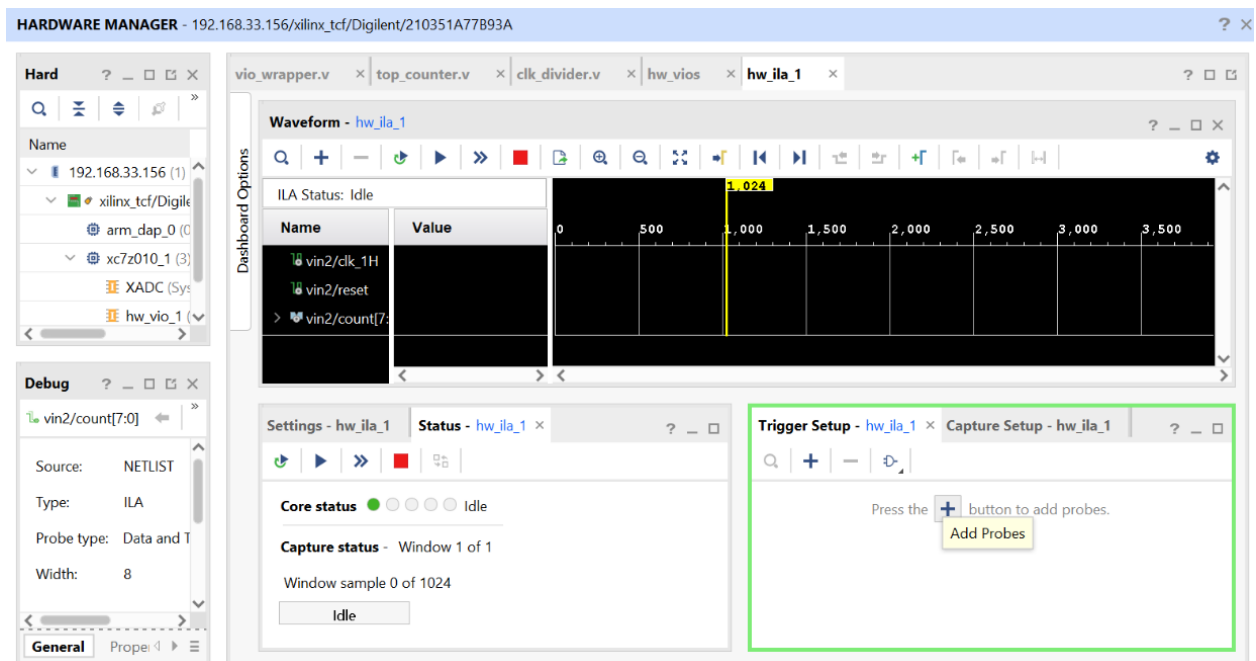 HARDWARE MANAGER - 192.168.33.156/xilinx_tcf/Digilent/210351A77B93A
Hard
Name
192.168.33.156 (1)
xilinx_tcf/Digile
arm_dap_0 (0
xc7z010_1 (3)
XADC (Sys
hw_vio_1 (
Debug
vin2/count[7:0]
Source: NETLIST
Type: ILA
Probe type: Data and T
Width: 8
General Proper
vio_wrapper.v top_counter.v clk_divider.v hw_vios hw_ila_1
Dashboard Options
Waveform - hw_ila_1
ILA Status: Idle
1,024
Name Value 0 500 1,000 1,500 2,000 2,500 3,000 3,500
vin2/clk_1H
vin2/reset
vin2/count[7:
Settings - hw_ila_1 Status - hw_ila_1
Core status Idle
Capture status - Window 1 of 1
Window sample 0 of 1024
Idle
Trigger Setup - hw_ila_1 Capture Setup - hw_ila_1
Press the + button to add probes.
Add Probes